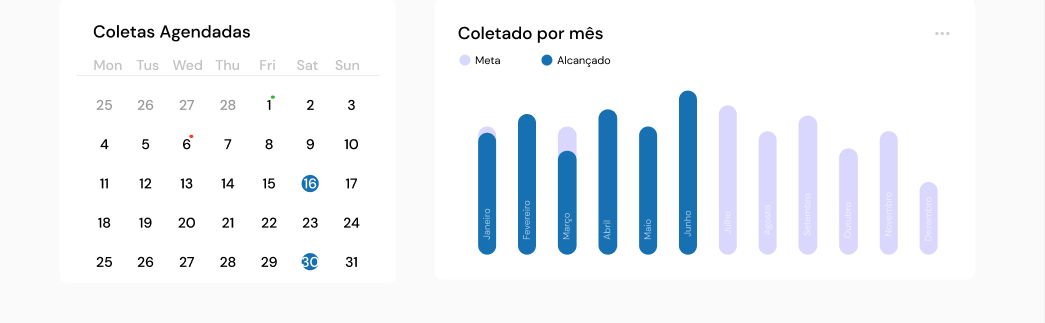 Coletas Agendadas
Mon Tus Wed Thu Fri Sat Sun
25 26 27 28 1 2 3
4 5 6 7 8 9 10
11 12 13 14 15 16 17
18 19 20 21 22 23 24
25 26 27 28 29 30 31
Coletado por mês
Meta Alcançado
Janeiro Fevereiro Março Abril Maio Junho Julho Agosto Setembro Outubro Novembro Dezembro